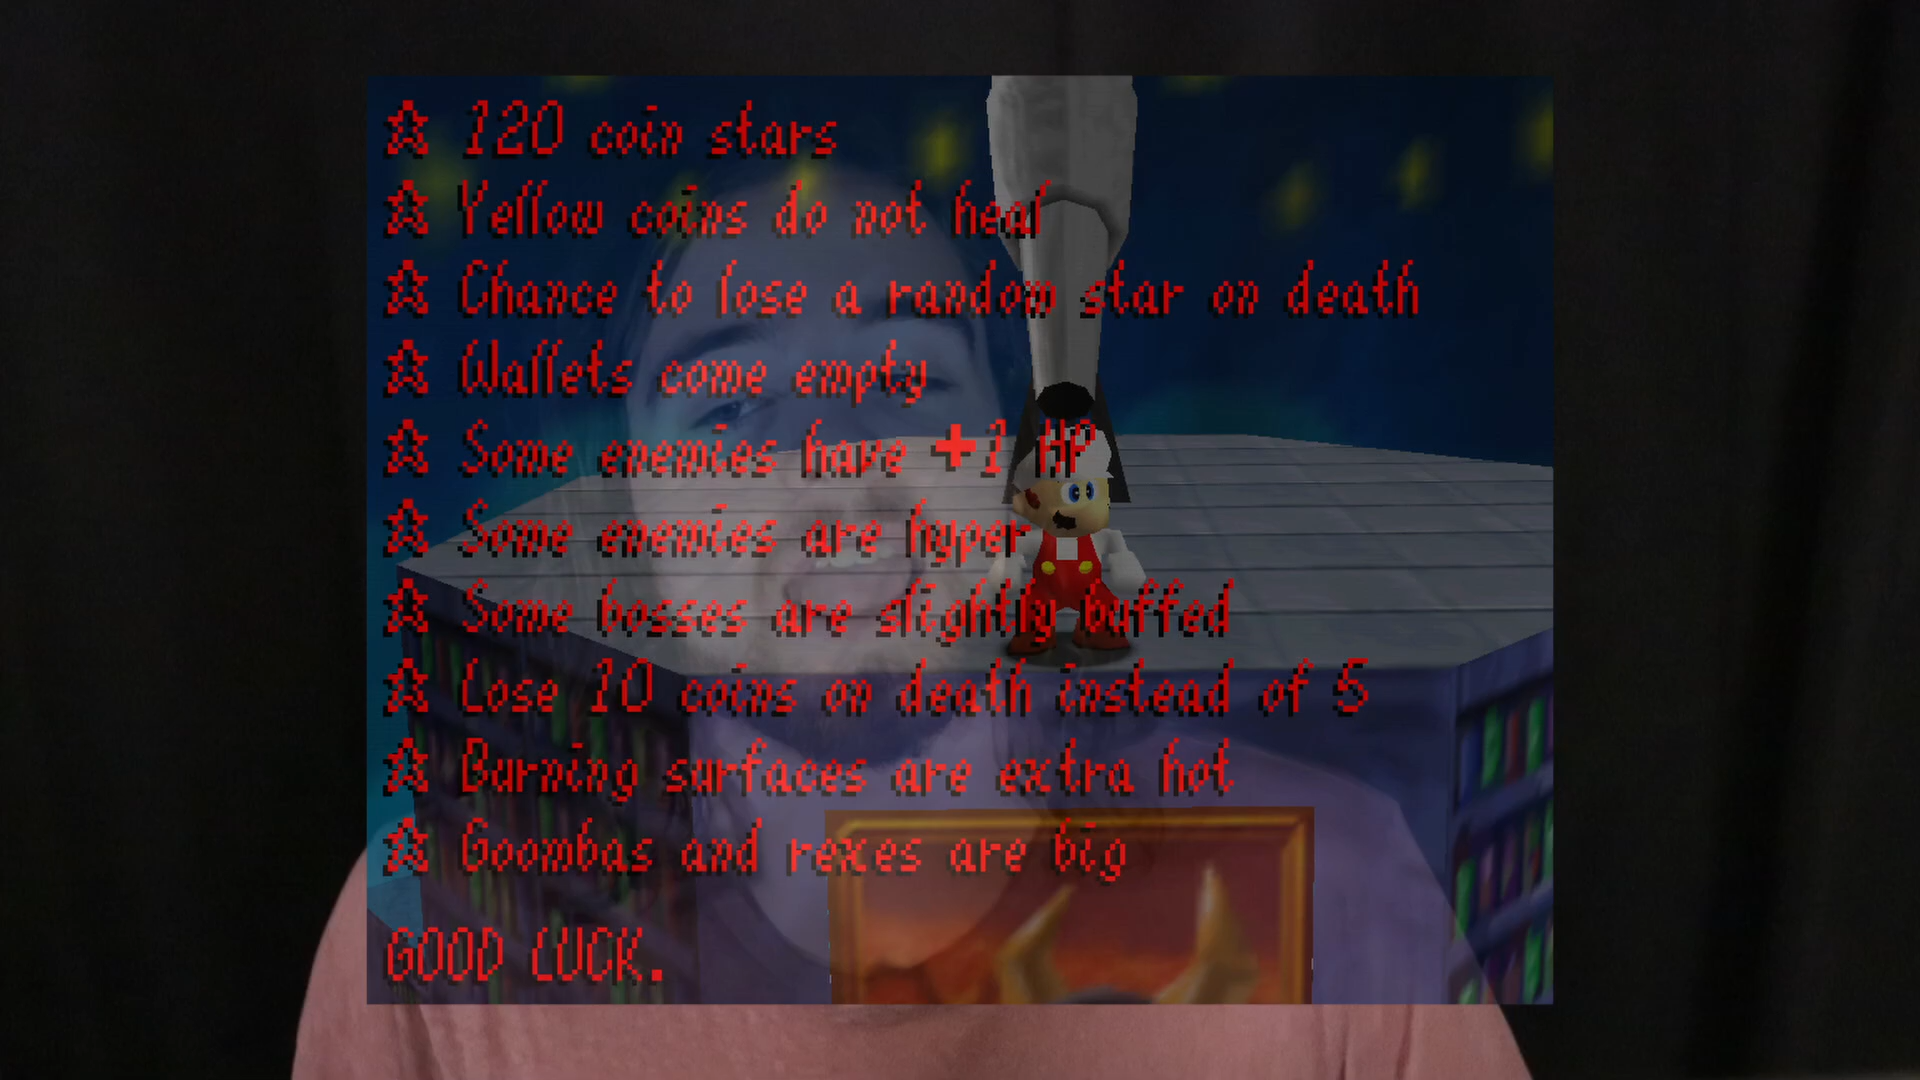 ☆ 120 coin stars
☆ Yellow coins do not heal
☆ Chance to lose a random star on death
☆ Wallets come empty
☆ Some enemies have +1 HP
☆ Some enemies are hyper
☆ Some bosses are slightly buffed
☆ Lose 10 coins on death instead of 5
☆ Burning surfaces are extra hot
☆ Goombas and rexes are big
GOOD LUCK.